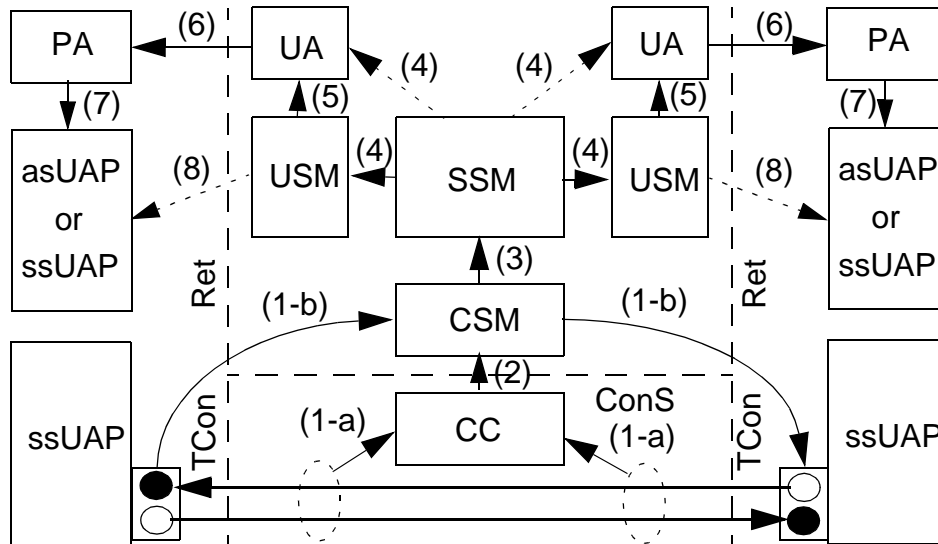 PA
(6)
UA
(4)
(4)
UA
(6)
PA
(7)
(5)
(5)
(7)
asUAP
or
ssUAP
(8)
USM
(4)
SSM
(4)
USM
(8)
asUAP
or
ssUAP
Ret
(3)
Ret
(1-b)
CSM
(1-b)
(2)
ssUAP
TCon
(1-a)
CC
ConS
(1-a)
TCon
ssUAP